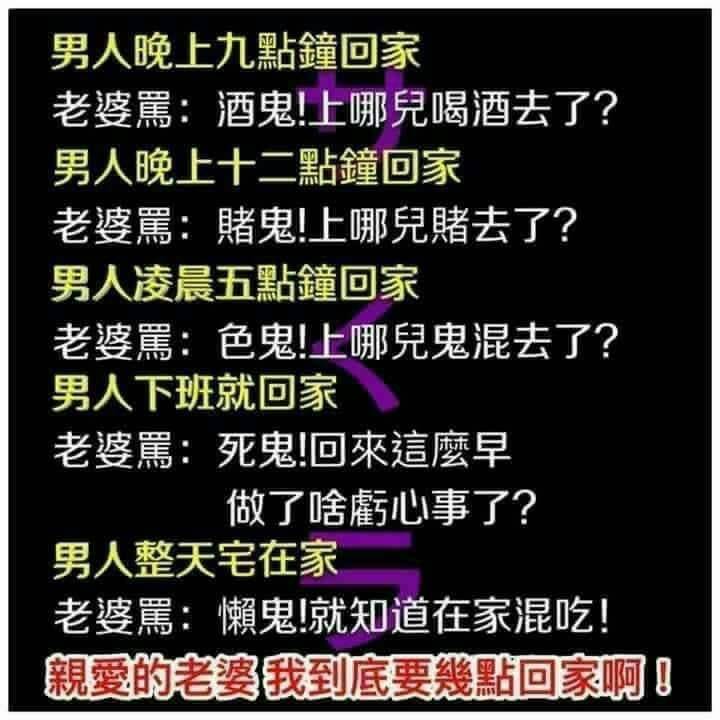 男人晚上九點鐘回家
老婆罵：酒鬼!上哪兒喝酒去了?
男人晚上十二點鐘回家
老婆罵：賭鬼!上哪兒賭去了?
男人凌晨五點鐘回家
老婆罵：色鬼!上哪兒鬼混去了?
男人下班就回家
老婆罵：死鬼!回來這麼早
做了啥虧心事了?
男人整天宅在家
老婆罵：懶鬼!就知道在家混吃!
親愛的老婆 我到底要幾點回家啊！
サくら